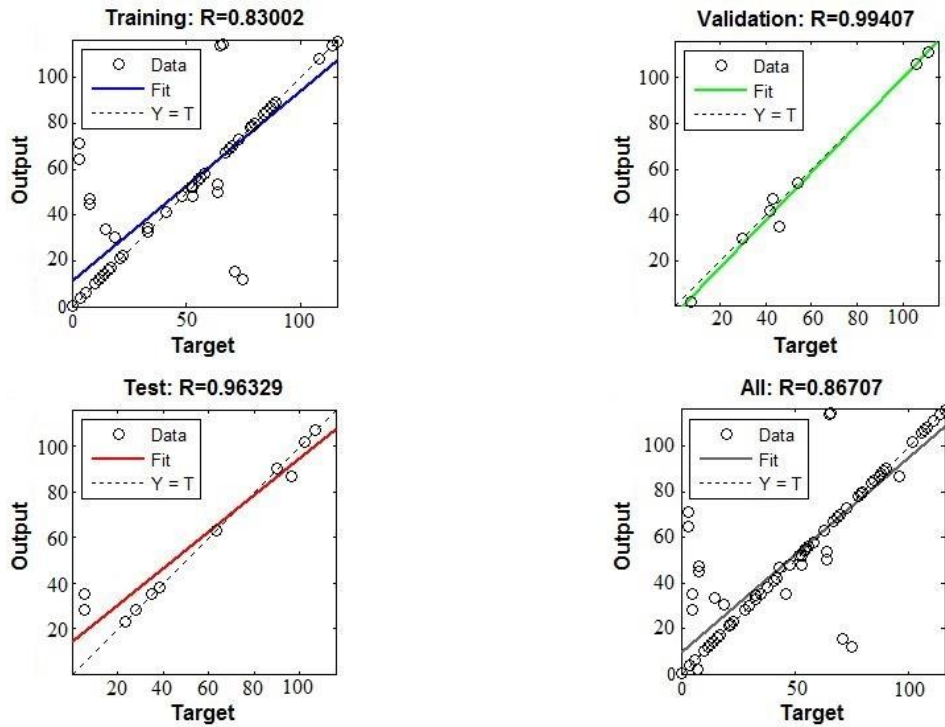 Training: R=0.83002
Output
100
80
60
40
20
0
Data
Fit
Y = T
0
50
100
Target
Validation: R=0.99407
Output
100
80
60
40
20
Data
Fit
Y = T
20
40
60
80
100
Target
Test: R=0.96329
Output
100
80
60
40
20
Data
Fit
Y = T
20
40
60
80
100
Target
All: R=0.86707
Output
100
80
60
40
20
0
Data
Fit
Y = T
0
50
100
Target